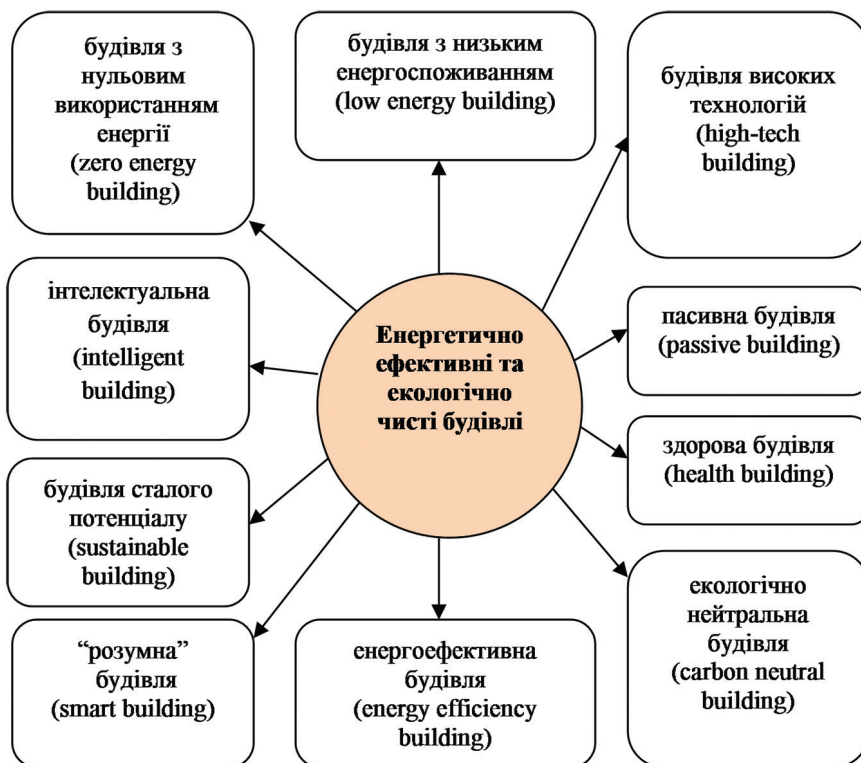 будівля з
нульовим
використанням
енергії
(zero energy
building)
будівля з низьким
енергоспоживанням
(low energy building)
будівля високих
технологій
(high-tech
building)
інтелектуальна
будівля
(intelligent
building)
Енергетично
ефективні та
екологічно
чисті будівлі
пасивна будівля
(passive building)
здорова будівля
(health building)
будівля сталого
потенціалу
(sustainable
building)
екологічно
нейтральна
будівля
(carbon neutral
building)
“розумна”
будівля
(smart building)
енергоефективна
будівля
(energy efficiency
building)